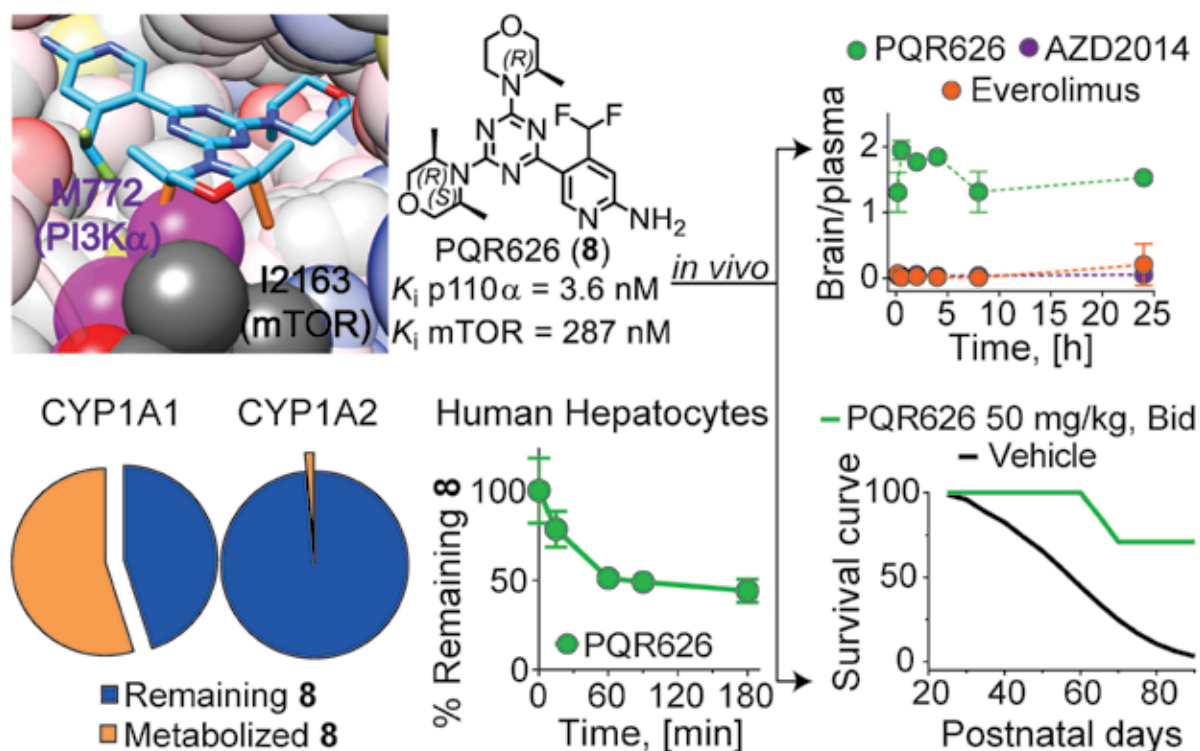 M772
(PI3Kα)
I2163
(mTOR)
O
(R)
N
N
N
N
N
(R)
(S)
O
F
F
N
NH2
PQR626 (8)
Ki p110α = 3.6 nM
Ki mTOR = 287 nM
in vivo
PQR626 AZD2014
Everolimus
Brain/plasma
2
1
0
0 5 10 15 20 25
Time, [h]
CYP1A1 CYP1A2
Remaining 8
Metabolized 8
Human Hepatocytes
% Remaining 8
100
50
0
PQR626
0 60 120 180
Time, [min]
PQR626 50 mg/kg, Bid
Vehicle
Survival curve
100
50
0
20 40 60 80
Postnatal days